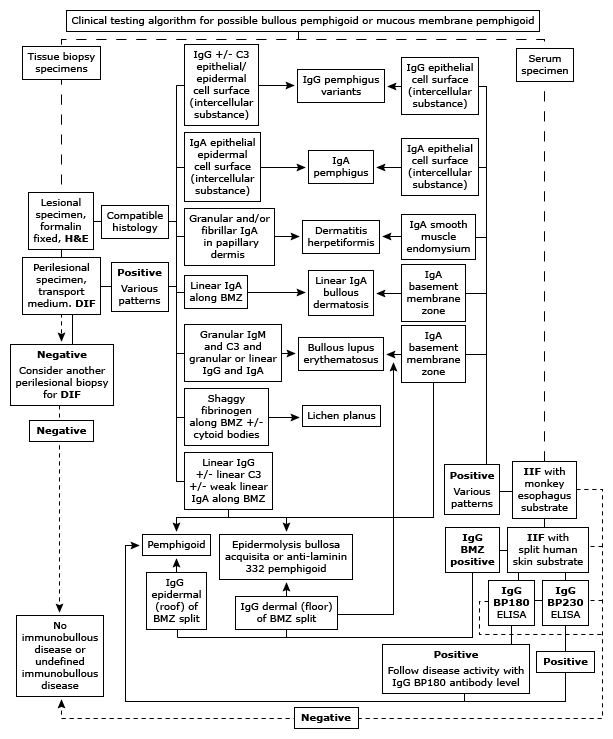 Clinical testing algorithm for possible bullous pemphigoid or mucous membrane pemphigoid
Tissue biopsy
specimens
Serum
specimen
IgG +/- C3
epithelial/
epidermal
cell surface
(intercellular
substance)
IgG pemphigus
variants
IgG epithelial
cell surface
(intercellular
substance)
IgA epithelial
epidermal
cell surface
(intercellular
substance)
IgA
pemphigus
IgA epithelial
cell surface
(intercellular
substance)
Lesional
specimen,
formalin
fixed, H&E
Compatible
histology
Granular and/or
fibrillar IgA
in papillary
dermis
Dermatitis
herpetiformis
IgA smooth
muscle
endomysium
Perilesional
specimen,
transport
medium. DIF
Positive
Various
patterns
Linear IgA
along BMZ
Linear IgA
bullous
dermatosis
IgA
basement
membrane
zone
Negative
Consider another
perilesional biopsy
for DIF
Granular IgM
and C3 and
granular or linear
IgG and IgA
Bullous lupus
erythematosus
IgA
basement
membrane
zone
Shaggy
fibrinogen
along BMZ +/-
cytoid bodies
Lichen planus
Negative
Linear IgG
+/- linear C3
+/- weak linear
IgA along BMZ
Positive
Various
patterns
IIF with
monkey
esophagus
substrate
Pemphigoid
Epidermolysis bullosa
acquisita or anti-laminin
332 pemphigoid
IgG
BMZ
positive
IIF with
split human
skin substrate
IgG
epidermal
(roof) of
BMZ split
IgG dermal (floor)
of BMZ split
IgG
BP180
ELISA
IgG
BP230
ELISA
No
immunobullous
disease or
undefined
immunobullous
disease
Positive
Follow disease activity with
IgG BP180 antibody level
Positive
Negative